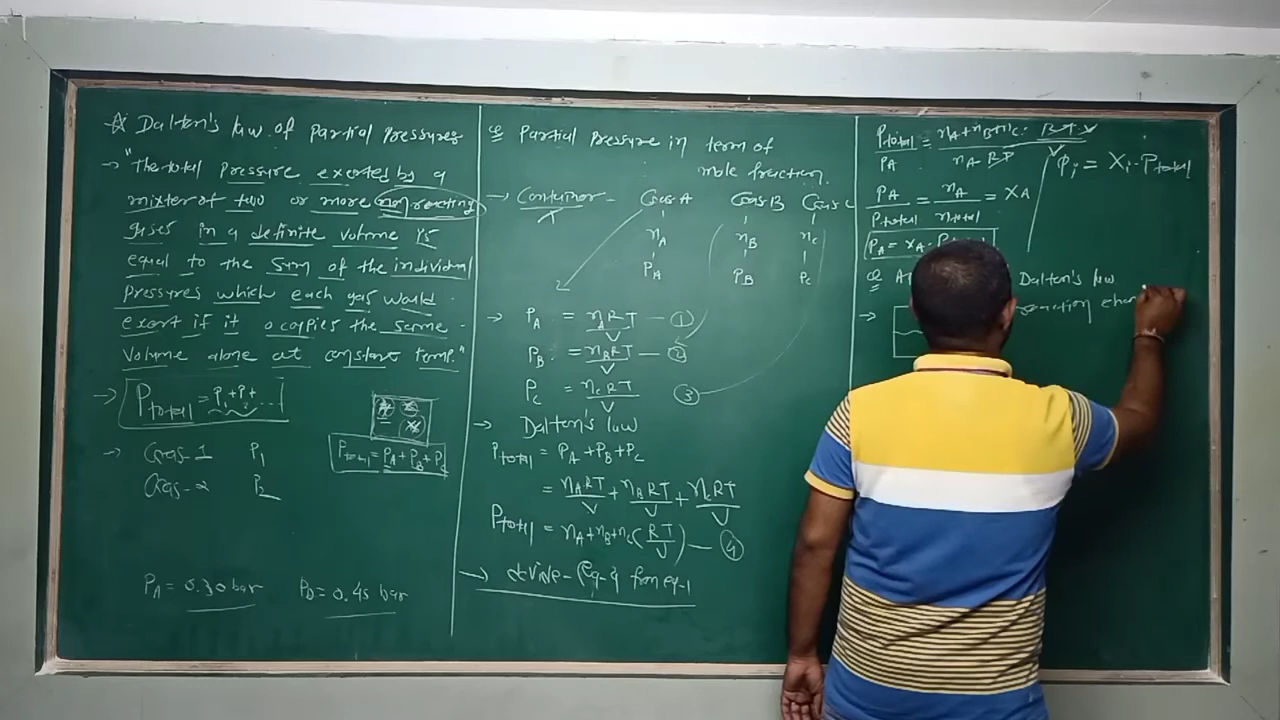 ☆ Dalton's law of Partial Pressures
→ "The total Pressure exerted by a
mixter of two or more non reacting
gases in a definite volume is
equal to the sum of the individual
pressures which each gas would
exert if it occupies the same
volume alone at constant temp."
→ Ptotal = P1+P2+...
→ Gas-1 P1
Gas-2 P2
Ptotal = PA+PB+PC
PA = 0.30 bar PB = 0.45 bar
Partial Pressure in term of
mole fraction.
→ Container - Gas A Gas B Gas C
nA nB nC
PA PB PC
→ PA = nART/V — ①
PB = nBRT/V — ②
PC = nCRT/V ③
→ Dalton's law
Ptotal = PA + PB + PC
= nART/V + nBRT/V + nCRT/V
Ptotal = nA+nB+nC (RT/V) — ④
→ divide - Eq-4 from eq-1
Ptotal/PA = nA+nB+nC · RT V / nA RT V
PA/Ptotal = nA/ntotal = XA
PA = XA ·
Pi = Xi · Ptotal
Dalton's law
→